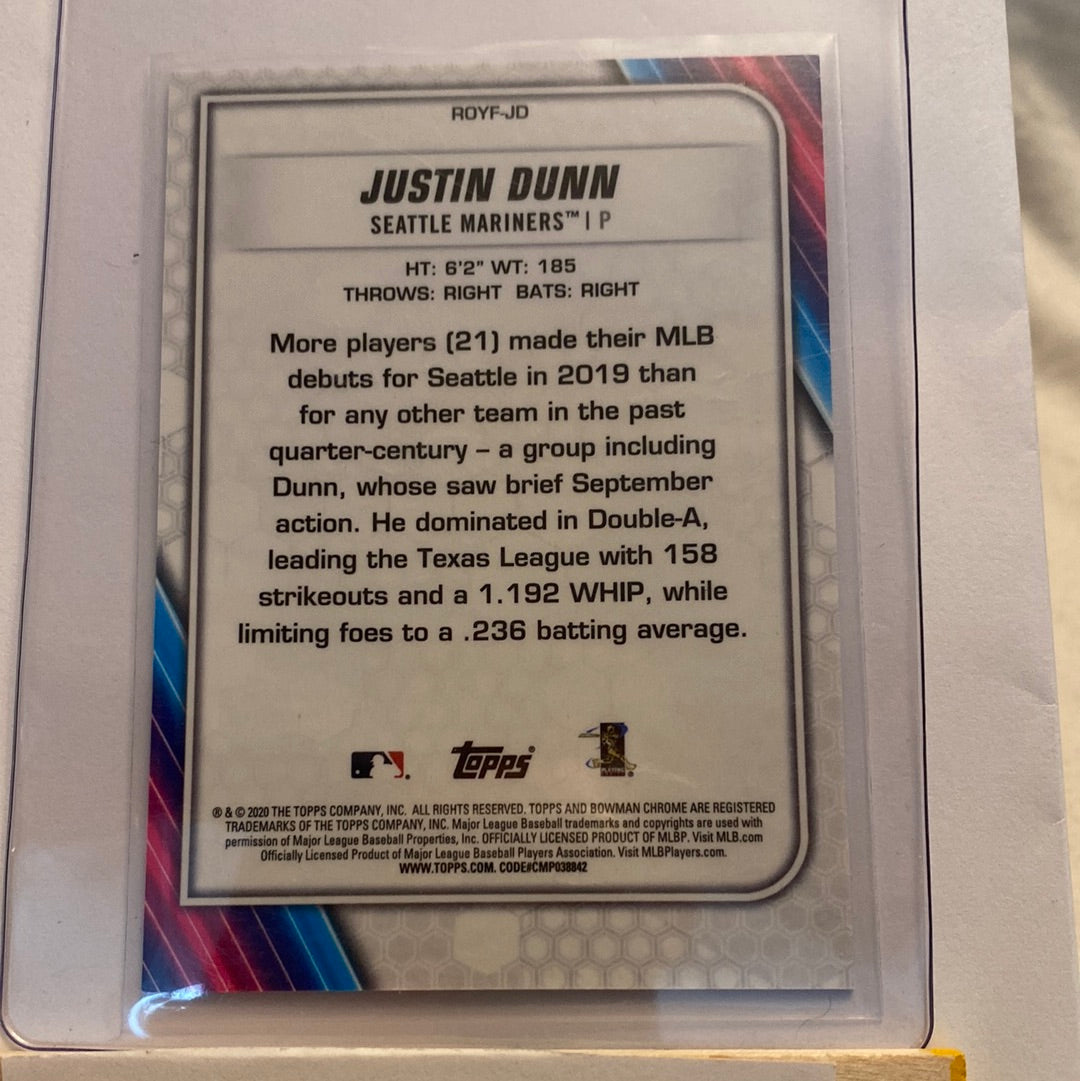 ROYF-JD
JUSTIN DUNN
SEATTLE MARINERS™ | P
HT: 6'2" WT: 185
THROWS: RIGHT BATS: RIGHT
More players (21) made their MLB
debuts for Seattle in 2019 than
for any other team in the past
quarter-century – a group including
Dunn, whose saw brief September
action. He dominated in Double-A,
leading the Texas League with 158
strikeouts and a 1.192 WHIP, while
limiting foes to a .236 batting average.
Topps®
® & © 2020 THE TOPPS COMPANY, INC. ALL RIGHTS RESERVED. TOPPS AND BOWMAN CHROME ARE REGISTERED
TRADEMARKS OF THE TOPPS COMPANY, INC. Major League Baseball trademarks and copyrights are used with
permission of Major League Baseball Properties, Inc. OFFICIALLY LICENSED PRODUCT OF MLBP. Visit MLB.com
Officially Licensed Product of Major League Baseball Players Association. Visit MLBPlayers.com.
WWW.TOPPS.COM. CODE#CMP038842